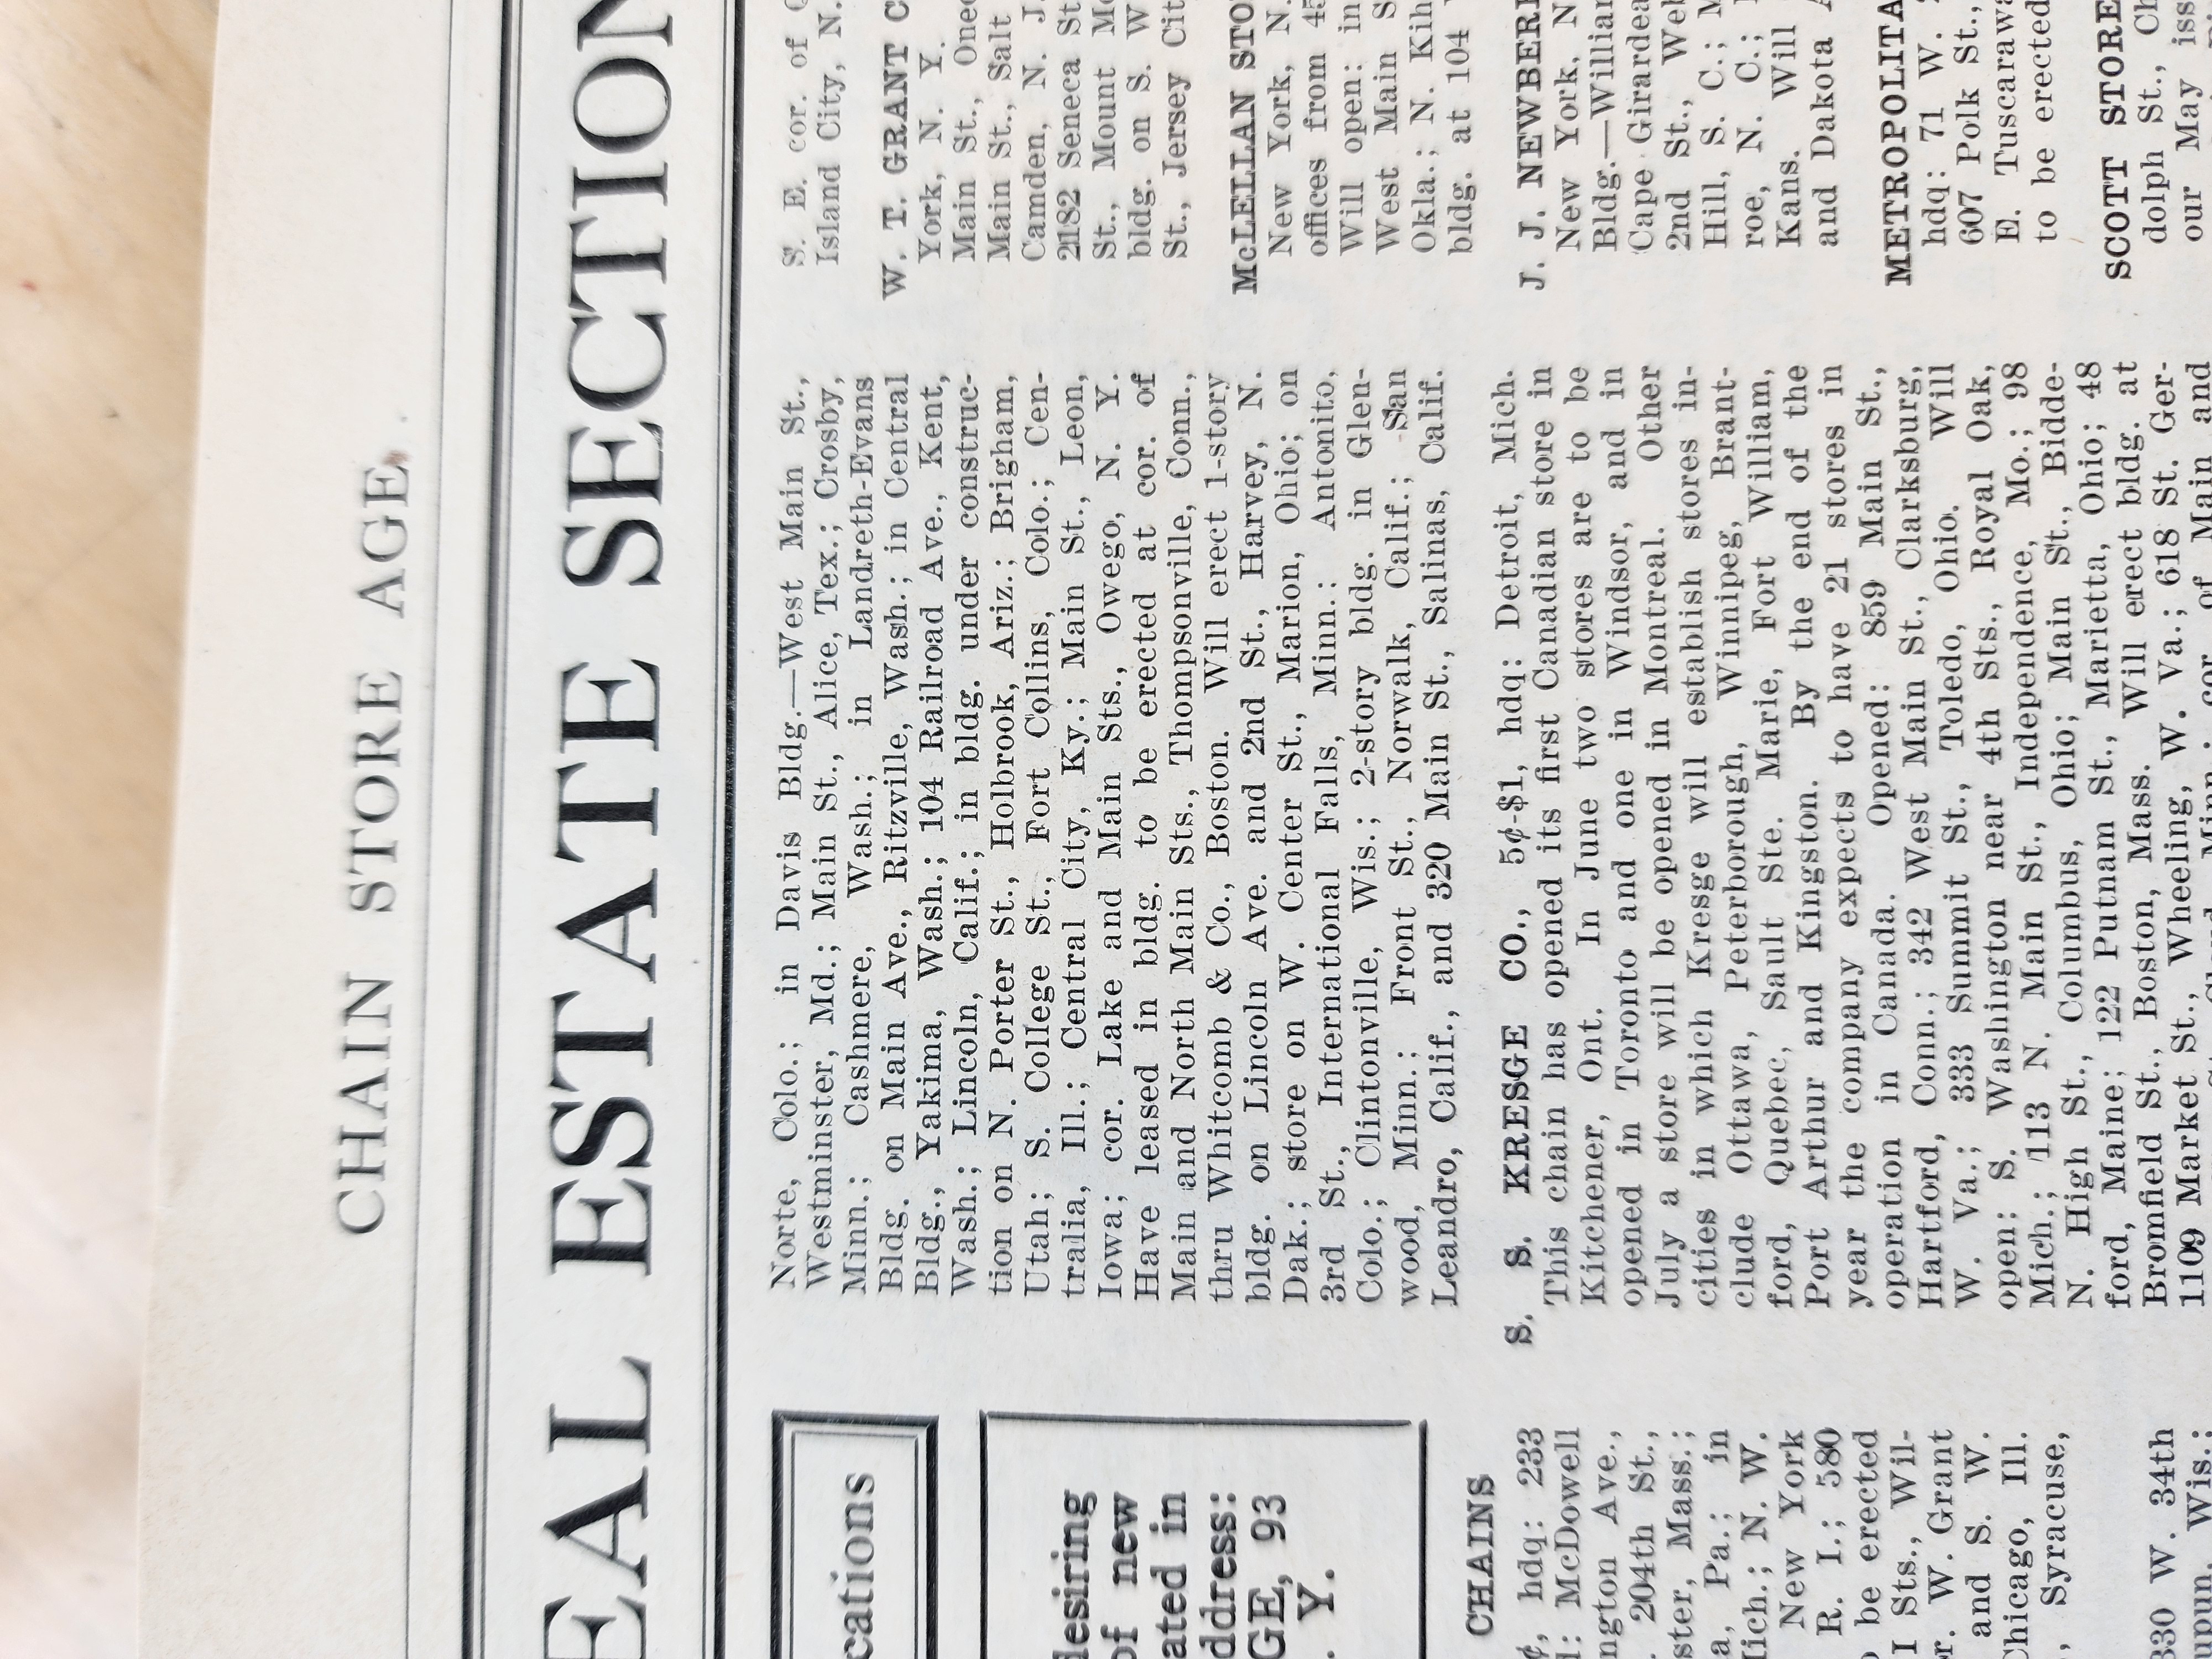 CHAIN STORE AGE
EAL ESTATE SECTION
cations
desiring
of new
ated in
ddress:
GE, 93
. Y.
CHAINS
¢, hdq: 233
: McDowell
ngton Ave.,
. 204th St.,
ster, Mass.;
a, Pa.; in
ich.; N. W.
New York
R. I.; 580
be erected
I Sts., Wil-
or. W. Grant
and S. W.
Chicago, Ill.
, Syracuse,
330 W. 34th
upun, Wis.;
Norte, Colo.; in Davis Bldg.—West Main St.,
Westminster, Md.; Main St., Alice, Tex.; Crosby,
Minn.; Cashmere, Wash.; in Landreth-Evans
Bldg. on Main Ave., Ritzville, Wash.; in Central
Bldg., Yakima, Wash.; 104 Railroad Ave., Kent,
Wash.; Lincoln, Calif.; in bldg. under construc-
tion on N. Porter St., Holbrook, Ariz.; Brigham,
Utah; S. College St., Fort Collins, Colo.; Cen-
tralia, Ill.; Central City, Ky.; Main St., Leon,
Iowa; cor. Lake and Main Sts., Owego, N. Y.
Have leased in bldg. to be erected at cor. of
Main and North Main Sts., Thompsonville, Conn.,
thru Whitcomb & Co., Boston. Will erect 1-story
bldg. on Lincoln Ave. and 2nd St., Harvey, N.
Dak.; store on W. Center St., Marion, Ohio; on
3rd St., International Falls, Minn.: Antonito,
Colo.; Clintonville, Wis.; 2-story bldg. in Glen-
wood, Minn.; Front St., Norwalk, Calif.; San
Leandro, Calif., and 320 Main St., Salinas, Calif.
S. S. KRESGE CO., 5¢-$1, hdq: Detroit, Mich.
This chain has opened its first Canadian store in
Kitchener, Ont. In June two stores are to be
opened in Toronto and one in Windsor, and in
July a store will be opened in Montreal. Other
cities in which Kresge will establish stores in-
clude Ottawa, Peterborough, Winnipeg, Brant-
ford, Quebec, Sault Ste. Marie, Fort William,
Port Arthur and Kingston. By the end of the
year the company expects to have 21 stores in
operation in Canada. Opened: 859 Main St.,
Hartford, Conn.; 342 West Main St., Clarksburg,
W. Va.; 333 Summit St., Toledo, Ohio. Will
open; S. Washington near 4th Sts., Royal Oak,
Mich.; 113 N. Main St., Independence, Mo.; 98
N. High St., Columbus, Ohio; Main St., Bidde-
ford, Maine; 122 Putnam St., Marietta, Ohio; 48
Bromfield St., Boston, Mass. Will erect bldg. at
1109 Market St., Wheeling, W. Va.; 618 St. Ger-
of Main and
S. E. cor. of
Island City, N.
W. T. GRANT C
York, N. Y.
Main St., One
Main St., Salt
Camden, N. J.
2182 Seneca St
St., Mount M
bldg. on S. W
St., Jersey Cit
McLELLAN STO
New York, N.
offices from 45
Will open: in
West Main S
Okla.; N. Kih
bldg. at 104
J. J. NEWBER
New York, N
Bldg.—Willian
Cape Girardea
2nd St., Web
Hill, S. C.; M
roe, N. C.;
Kans. Will
and Dakota
METROPOLITA
hdq: 71 W.
607 Polk St.,
E. Tuscarawa
to be erected
SCOTT STORE
dolph St., Ch
our May iss